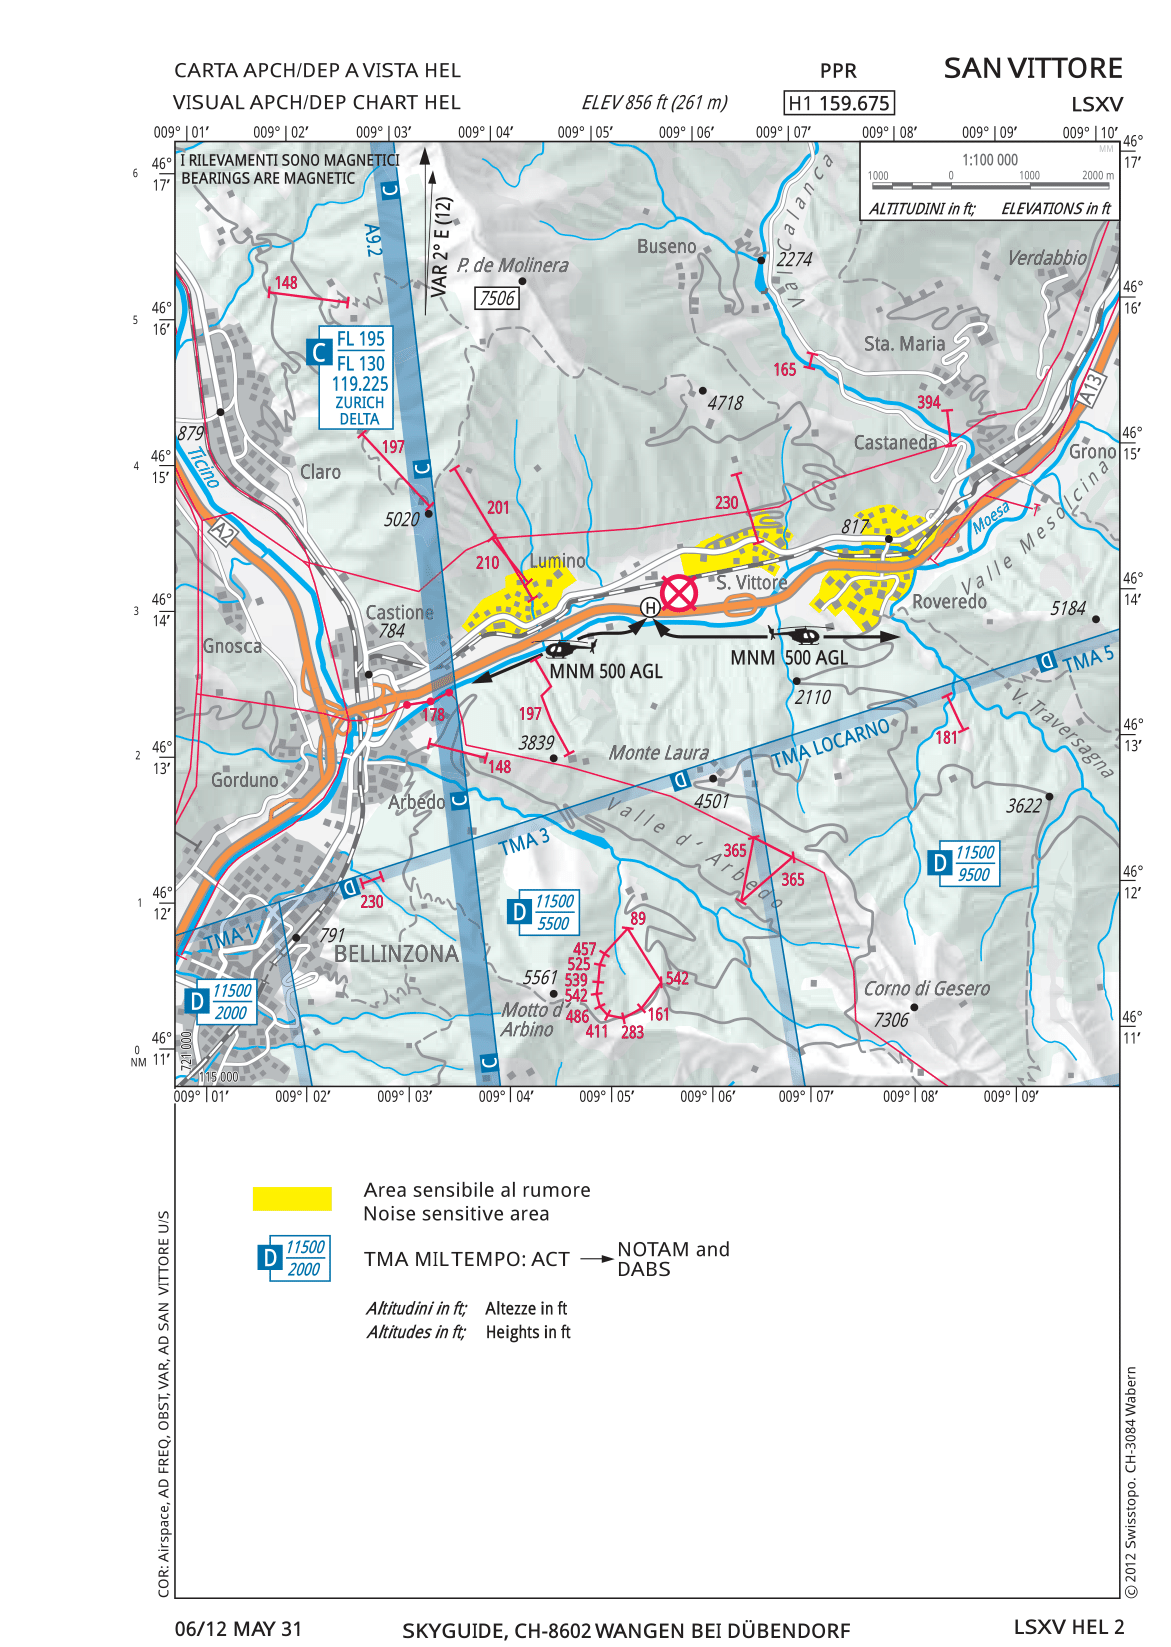 CARTA APCH/DEP A VISTA HEL
PPR
SAN VITTORE
VISUAL APCH/DEP CHART HEL
ELEV 856 ft (261 m)
H1 159.675
LSXV
009° 01’
009° 02’
009° 03’
009° 04’
009° 05’
009° 06’
009° 07’
009° 08’
009° 09’
009° 10’
I RILEVAMENTI SONO MAGNETICI
BEARINGS ARE MAGNETIC
MM
1:100 000
1000
0
1000
2000 m
ALTITUDINI in ft;
ELEVATIONS in ft
6
46°
17’
46°
17’
C
A9.2
VAR 2° E (12)
P. de Molinera
7506
Buseno
2274
Val Calanca
Verdabbio
148
5
46°
16’
46°
16’
C
FL 195
FL 130
119.225
ZURICH
DELTA
165
Sta. Maria
A13
4718
394
879
Ticino
197
Castaneda
Grono
4
46°
15’
46°
15’
Claro
C
5020
201
230
817
Moesa
Valle Mesolcina
A2
210
Lumino
S. Vittore
Roveredo
5184
3
46°
14’
46°
14’
Castione
784
H
Gnosca
MNM 500 AGL
MNM 500 AGL
D
TMA 5
2110
V. Traversagna
178
197
181
TMA LOCARNO
3839
Monte Laura
2
46°
13’
46°
13’
148
Gorduno
Arbedo
C
D
4501
3622
Valle d’Arbedo
TMA 3
365
365
D
11500
9500
D
230
1
46°
12’
46°
12’
D
11500
5500
TMA 1
791
BELLINZONA
89
457
525
539
542
486
411
283
161
542
5561
Motto d’
Arbino
Corno di Gesero
7306
D
11500
2000
0
NM
46°
11’
46°
11’
721 000
115 000
C
009° 01’
009° 02’
009° 03’
009° 04’
009° 05’
009° 06’
009° 07’
009° 08’
009° 09’
Area sensibile al rumore
Noise sensitive area
D
11500
2000
TMA MIL TEMPO: ACT
NOTAM and
DABS
Altitudini in ft;
Altezze in ft
Altitudes in ft;
Heights in ft
COR: Airspace, AD FREQ, OBST, VAR, AD SAN VITTORE U/S
© 2012 Swisstopo. CH-3084 Wabern
06/12 MAY 31
SKYGUIDE, CH-8602 WANGEN BEI DÜBENDORF
LSXV HEL 2